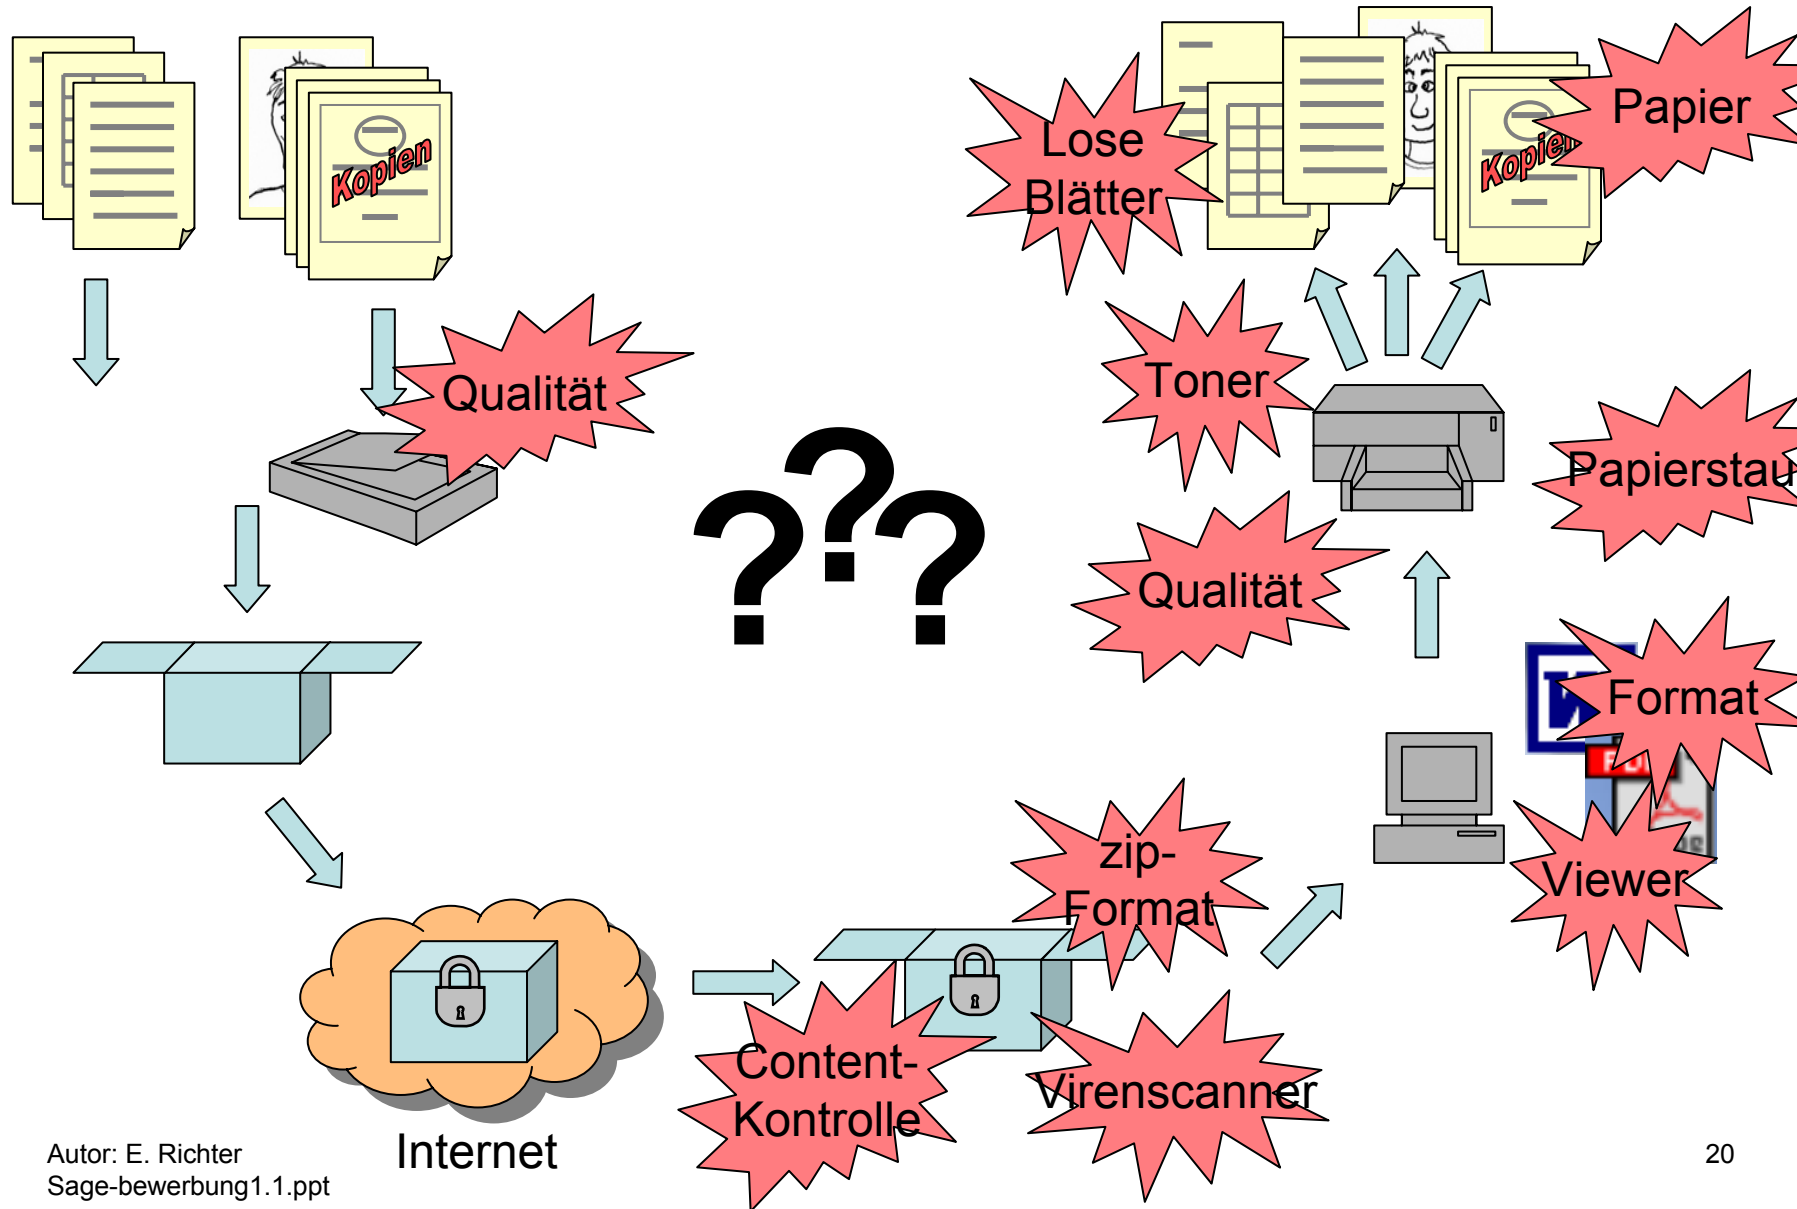 Kopien
Lose
Blätter
Papier
Kopien
Qualität
Toner
Papierstau
Qualität
Format
zip-
Format
Viewer
Content-
Kontrolle
Virenscanner
Internet
???
Autor: E. Richter
Sage-bewerbung1.1.ppt
20